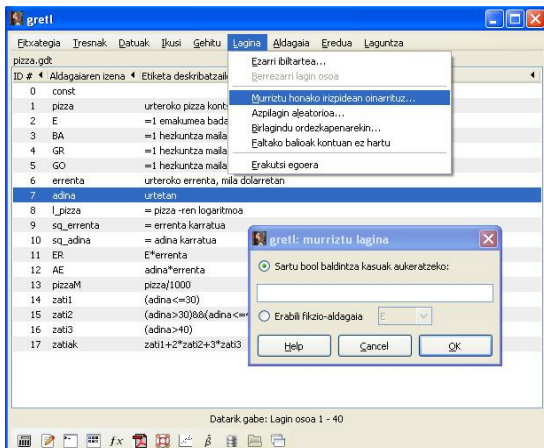 gretl
Fitxategia Tresnak Datuak Ikusi Gehitu Lagina Aldagaia Eredua Laguntza
pizza.gdt
ID # Aldagaiaren izena Etiketa deskribatzaile
Ezarri ibiltartea...
Berrezarri lagin osoa
Murriztu honako irizpidean oinarrituz...
Azpilagin aleatorioa...
Birlagindu ordezkapenarekin...
Faltako balioak kontuan ez hartu
Erakutsi egoera
0 const
1 pizza urteroko pizza kont
2 E =1 emakumea bada
3 BA =1 hezkuntza maila
4 GR =1 hezkuntza maila
5 GO =1 hezkuntza maila
6 errenta urteroko errenta, mila dolarretan
7 adina urtetan
8 l_pizza = pizza -ren logaritmoa
9 sq_errenta = errenta karratua
10 sq_adina = adina karratua
11 ER E*errenta
12 AE adina*errenta
13 pizzaM pizza/1000
14 zati1 (adina<=30)
15 zati2 (adina>30)&&(adina<=4
16 zati3 (adina>40)
17 zatiak zati1+2*zati2+3*zati3
gretl: murriztu lagina
Sartu bool baldintza kasuak aukeratzeko:
Erabili fikzio-aldagaia E
Help Cancel OK
Datarik gabe: Lagin osoa 1 - 40
fx β